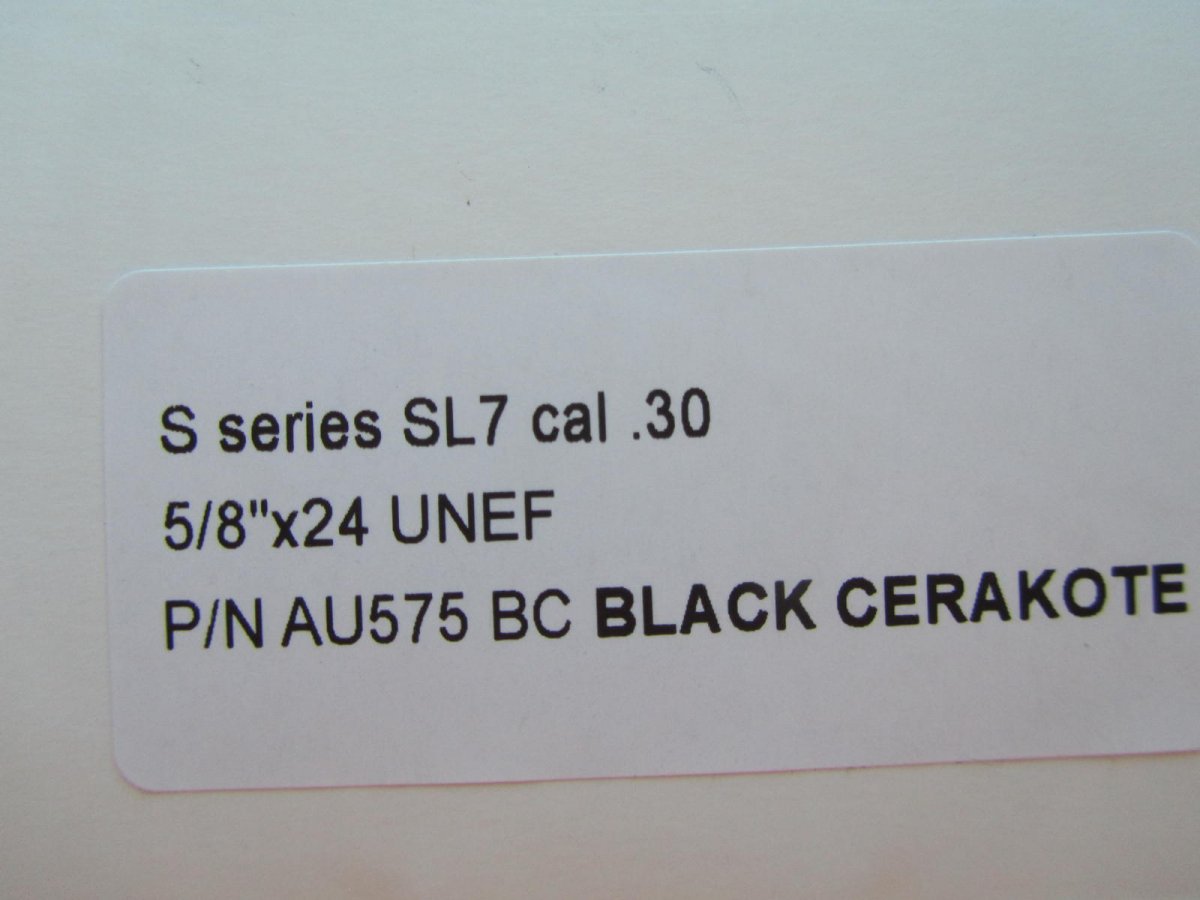 S series SL7 cal .30
5/8"x24 UNEF
P/N AU575 BC BLACK CERAKOTE